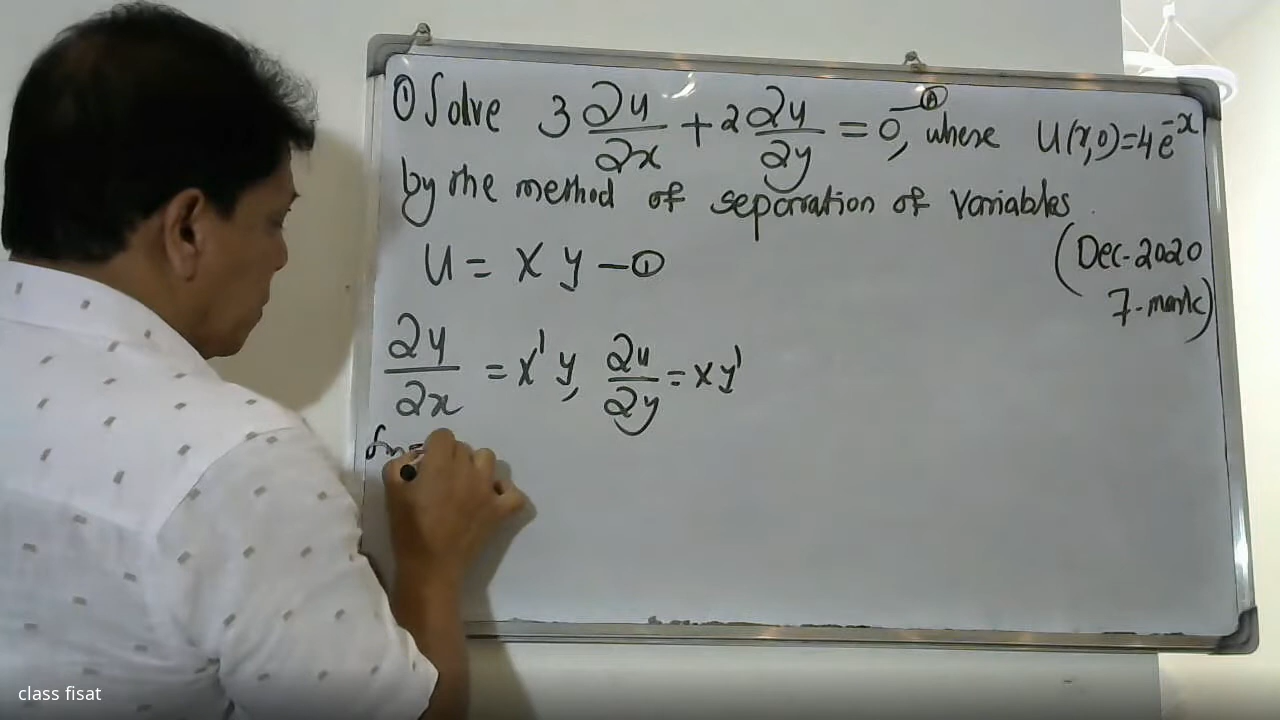 ① Solve 3 ∂u/∂x + 2 ∂u/∂y = 0, —Ⓐ where u(x,0)=4e^-x
by the method of separation of variables.
u = x y —①
(Dec-2020
7-mark)
∂u/∂x = x' y, ∂u/∂y = x y'
class fisat